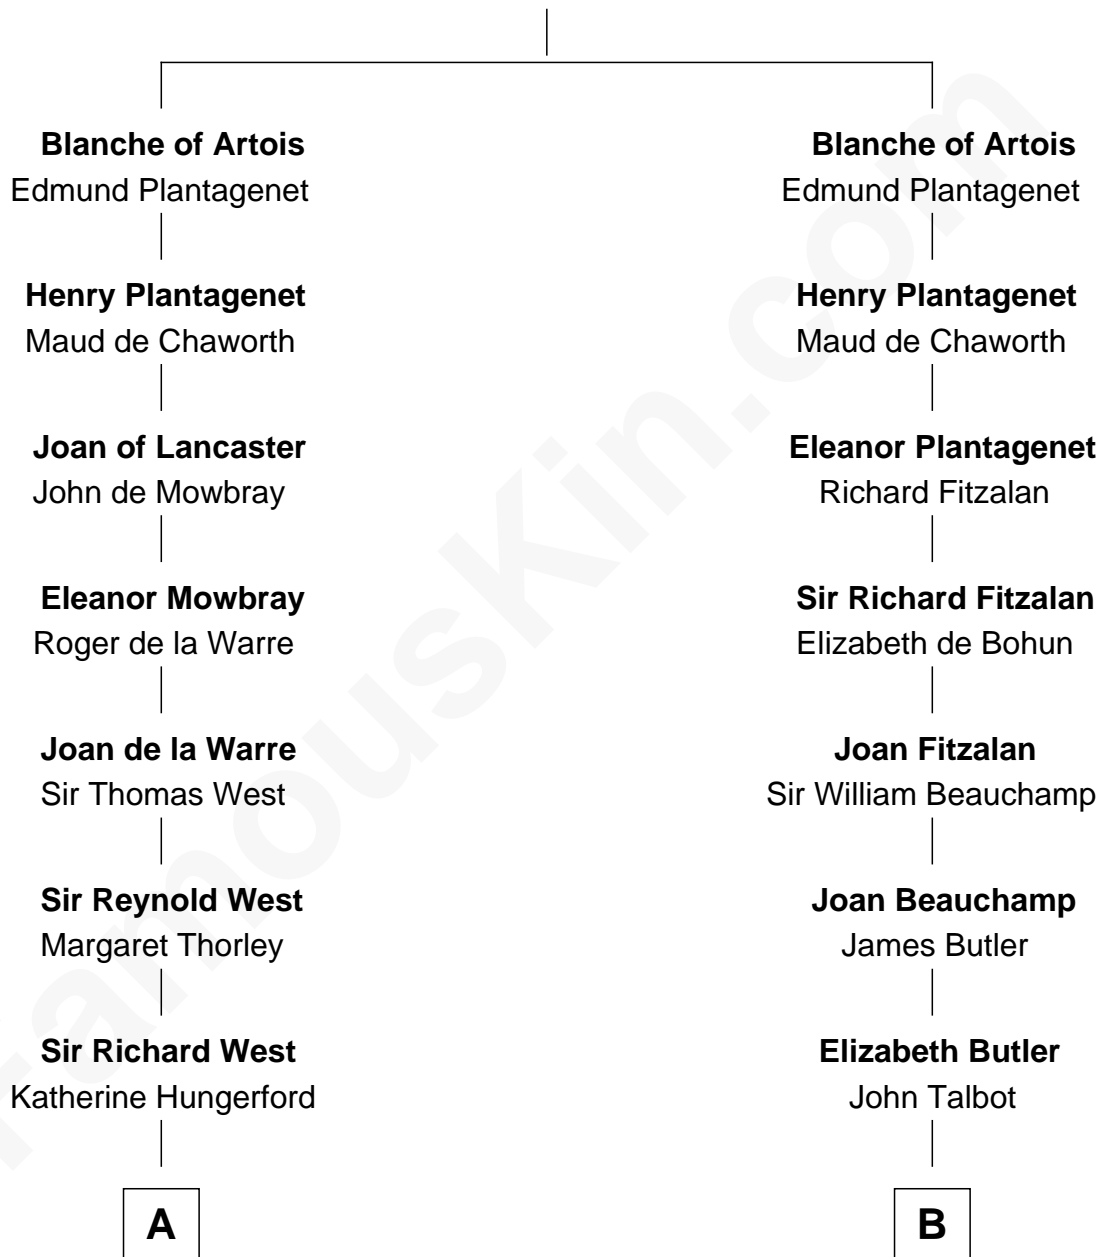 Blanche of Artois
Edmund Plantagenet
Henry Plantagenet
Maud de Chaworth
Joan of Lancaster
John de Mowbray
Eleanor Mowbray
Roger de la Warre
Joan de la Warre
Sir Thomas West
Sir Reynold West
Margaret Thorley
Sir Richard West
Katherine Hungerford
A
Blanche of Artois
Edmund Plantagenet
Henry Plantagenet
Maud de Chaworth
Eleanor Plantagenet
Richard Fitzalan
Sir Richard Fitzalan
Elizabeth de Bohun
Joan Fitzalan
Sir William Beauchamp
Joan Beauchamp
James Butler
Elizabeth Butler
John Talbot
B
FamousKin.com